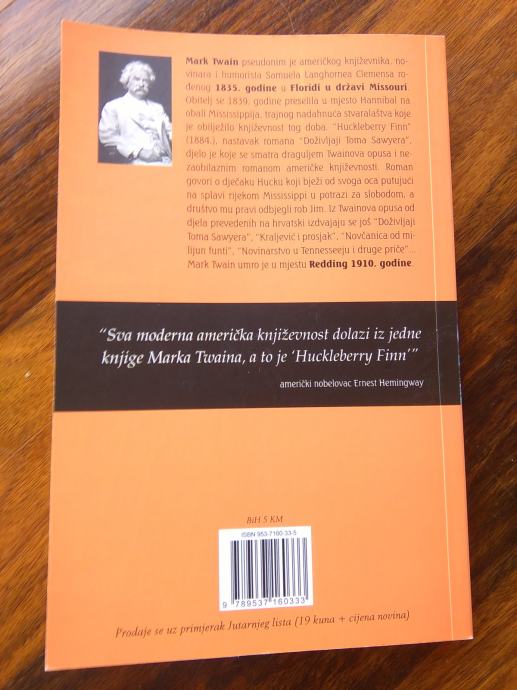 Mark Twain pseudonim je američkog književnika, no-
vinara i humorista Samuela Langhornea Clemensa ro-
đenog 1835. godine u Floridi u državi Missouri.
Obitelj se 1839. godine preselila u mjesto Hannibal na
obali Mississippija, trajnog nadahnuća stvaralaštva koje
je obilježilo književnost tog doba. "Huckleberry Finn"
(1884.), nastavak romana "Doživljaji Toma Sawyera",
djelo je koje se smatra draguljem Twainova opusa i ne-
zaobilaznim romanom američke književnosti. Roman
govori o dječaku Hucku koji bježi od svoga oca putujući
na splavi rijekom Mississippi u potrazi za slobodom, a
društvo mu pravi odbjegli rob Jim. Iz Twainova opusa od
djela prevedenih na hrvatski izdvajaju se još "Doživljaji
Toma Sawyera", "Kraljević i prosjak", "Novčanica od mi-
lijun funti", "Novinarstvo u Tennesseeju i druge priče"...
Mark Twain umro je u mjestu Redding 1910. godine.
"Sva moderna američka književnost dolazi iz jedne
knjige Marka Twaina, a to je 'Huckleberry Finn'"
američki nobelovac Ernest Hemingway
BiH 5 KM
ISBN 953-7160-33-5
9 789537 160333
Prodaje se uz primjerak Jutarnjeg lista (19 kuna + cijena novina)